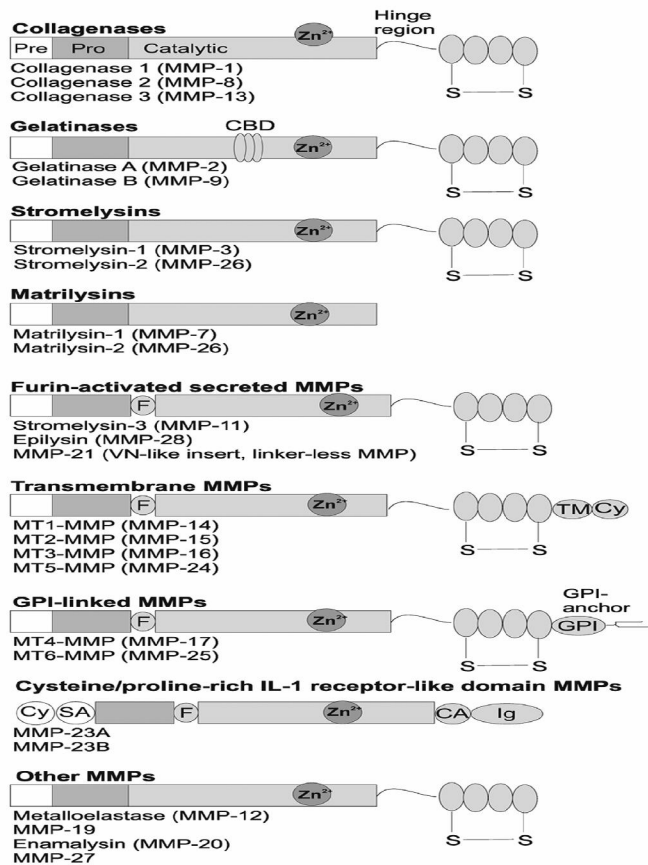 Collagenases
Zn2+
Hinge
region
Pre Pro Catalytic
Collagenase 1 (MMP-1)
Collagenase 2 (MMP-8)
Collagenase 3 (MMP-13)
S S
Gelatinases
CBD
Zn2+
Gelatinase A (MMP-2)
Gelatinase B (MMP-9)
S S
Stromelysins
Zn2+
Stromelysin-1 (MMP-3)
Stromelysin-2 (MMP-26)
S S
Matrilysins
Zn2+
Matrilysin-1 (MMP-7)
Matrilysin-2 (MMP-26)
Furin-activated secreted MMPs
F Zn2+
Stromelysin-3 (MMP-11)
Epilysin (MMP-28)
MMP-21 (VN-like insert, linker-less MMP)
S S
Transmembrane MMPs
F Zn2+ TM Cy
MT1-MMP (MMP-14)
MT2-MMP (MMP-15)
MT3-MMP (MMP-16)
MT5-MMP (MMP-24)
S S
GPI-linked MMPs
GPI-
anchor
F Zn2+ GPI
MT4-MMP (MMP-17)
MT6-MMP (MMP-25)
S S
Cysteine/proline-rich IL-1 receptor-like domain MMPs
Cy SA F Zn2+ CA Ig
MMP-23A
MMP-23B
Other MMPs
Zn2+
Metalloelastase (MMP-12)
MMP-19
Enamalysin (MMP-20)
MMP-27
S S